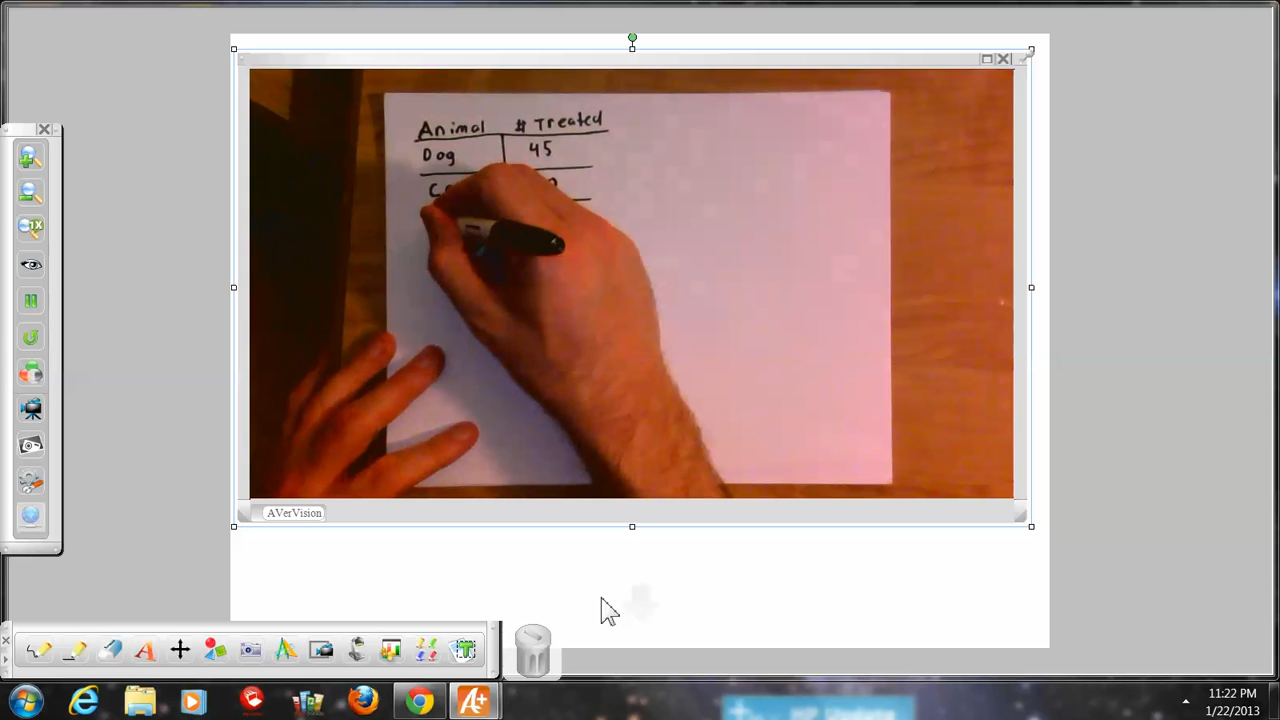 Animal # Treated
Dog 45
AVerVision
11:22 PM
1/22/2013